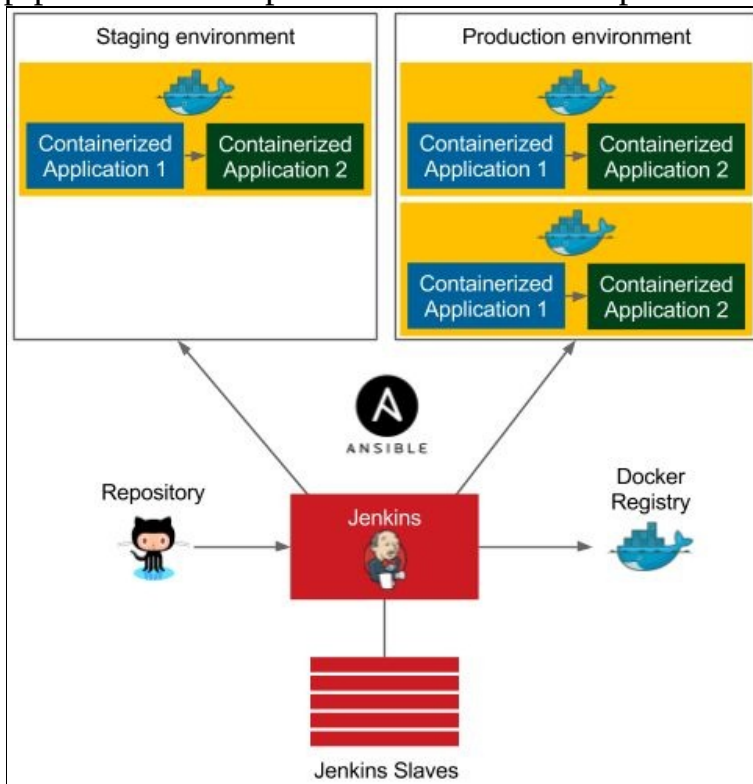 Staging environment
Production environment
Containerized
Application 1
Containerized
Application 2
Containerized
Application 1
Containerized
Application 2
Containerized
Application 1
Containerized
Application 2
ANSIBLE
Repository
Jenkins
Docker
Registry
Jenkins Slaves